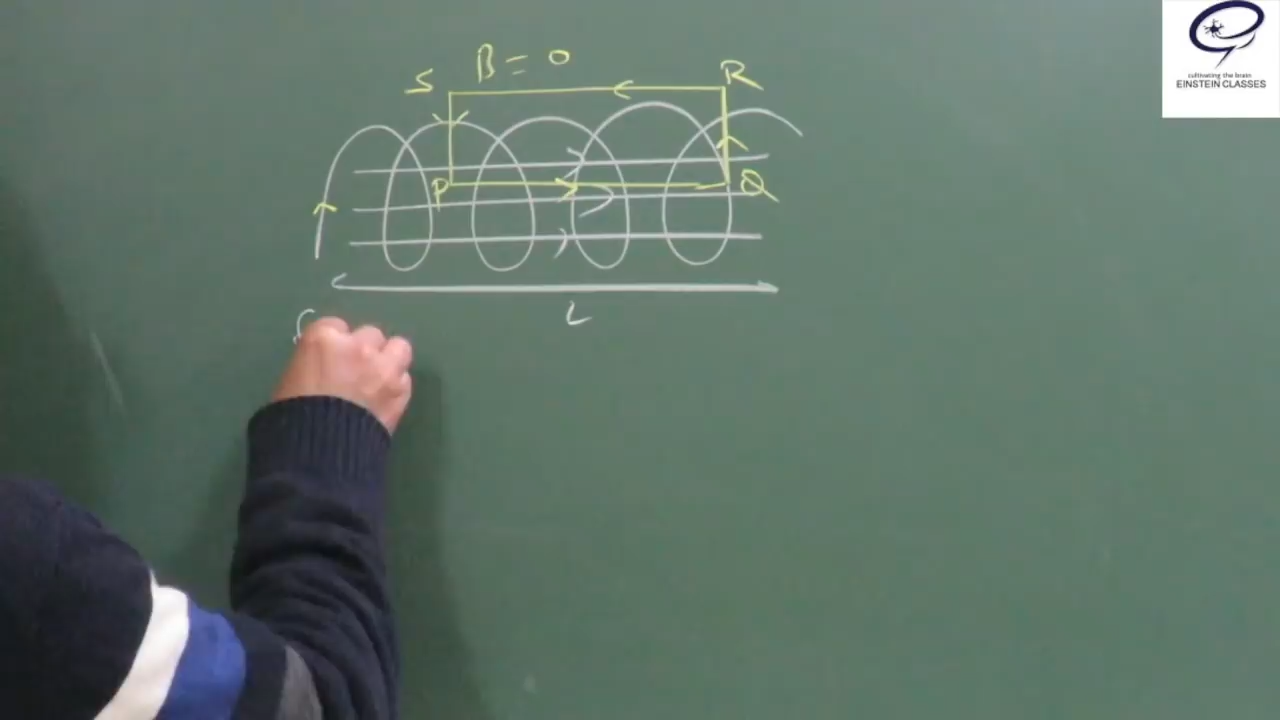 S B = 0 R
P Q
L
cultivating the brain
EINSTEIN CLASSES